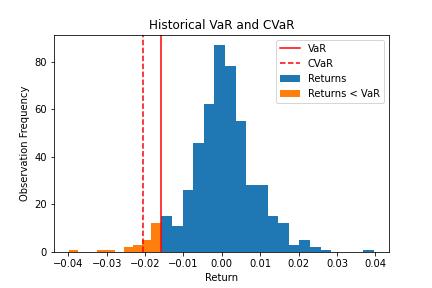 Historical VaR and CVaR
VaR
CVaR
Returns
Returns < VaR
Observation Frequency
80
60
40
20
0
−0.04 −0.03 −0.02 −0.01 0.00 0.01 0.02 0.03 0.04
Return